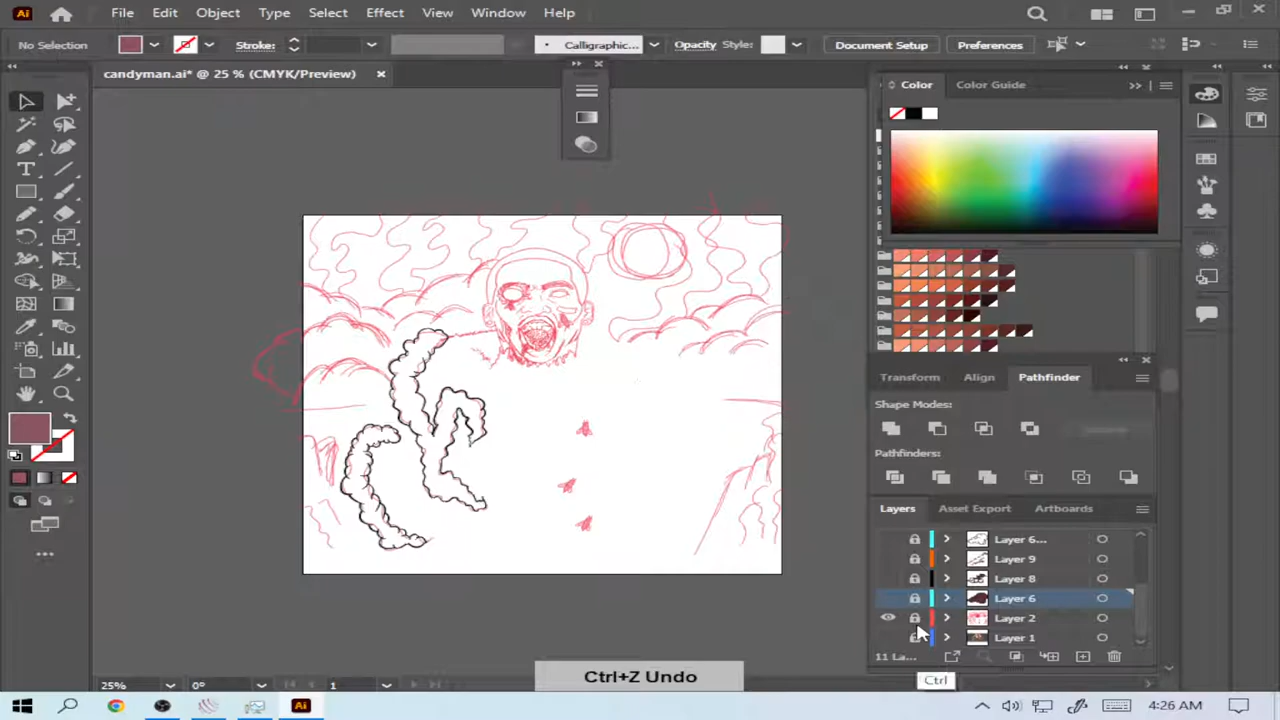 Ai File Edit Object Type Select Effect View Window Help
No Selection Stroke: Calligraphic... Opacity Style: Document Setup Preferences
candyman.ai* @ 25 % (CMYK/Preview)
Color Color Guide
Transform Align Pathfinder
Shape Modes:
Pathfinders:
Layers Asset Export Artboards
Layer 6...
Layer 9
Layer 8
Layer 6
Layer 2
Layer 1
11 La...
Ctrl+Z Undo
Ctrl
25% 0° 1
Ai 4:26 AM